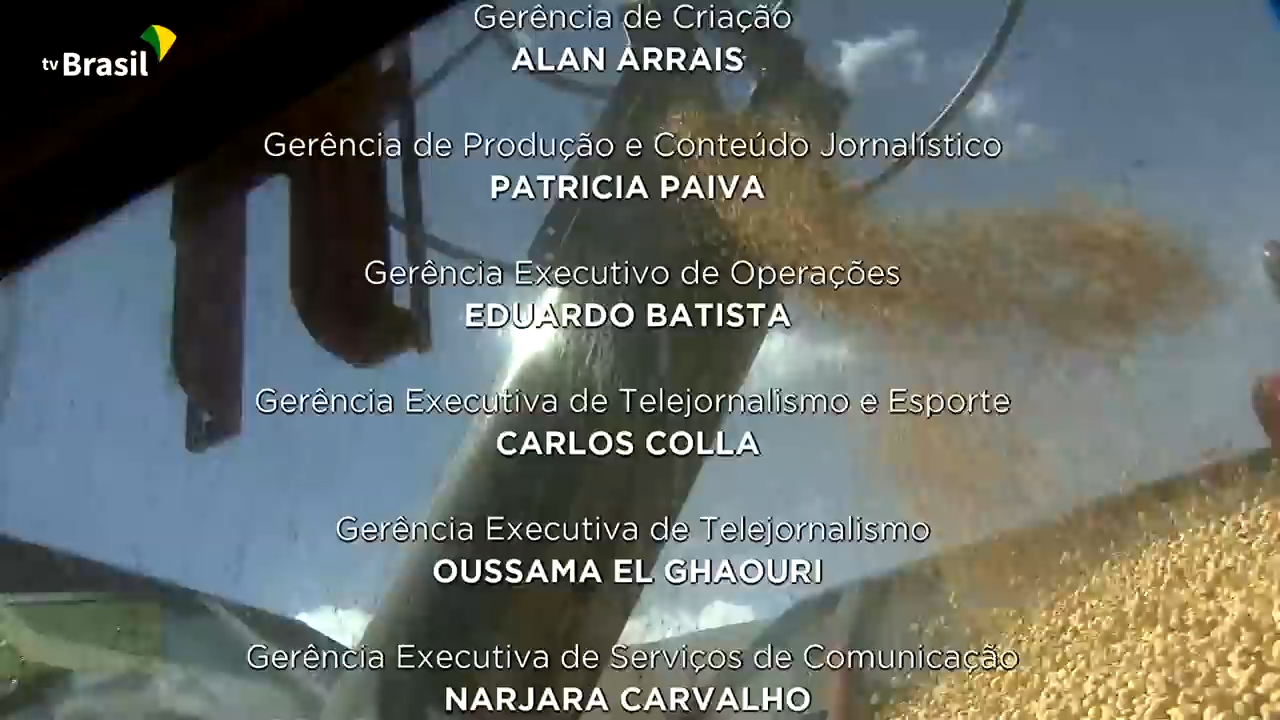 Gerência de Criação
tv Brasil
ALAN ARRAIS
Gerência de Produção e Conteúdo Jornalístico
PATRICIA PAIVA
Gerência Executivo de Operações
EDUARDO BATISTA
Gerência Executiva de Telejornalismo e Esporte
CARLOS COLLA
Gerência Executiva de Telejornalismo
OUSSAMA EL GHAOURI
Gerência Executiva de Serviços de Comunicação
NARJARA CARVALHO